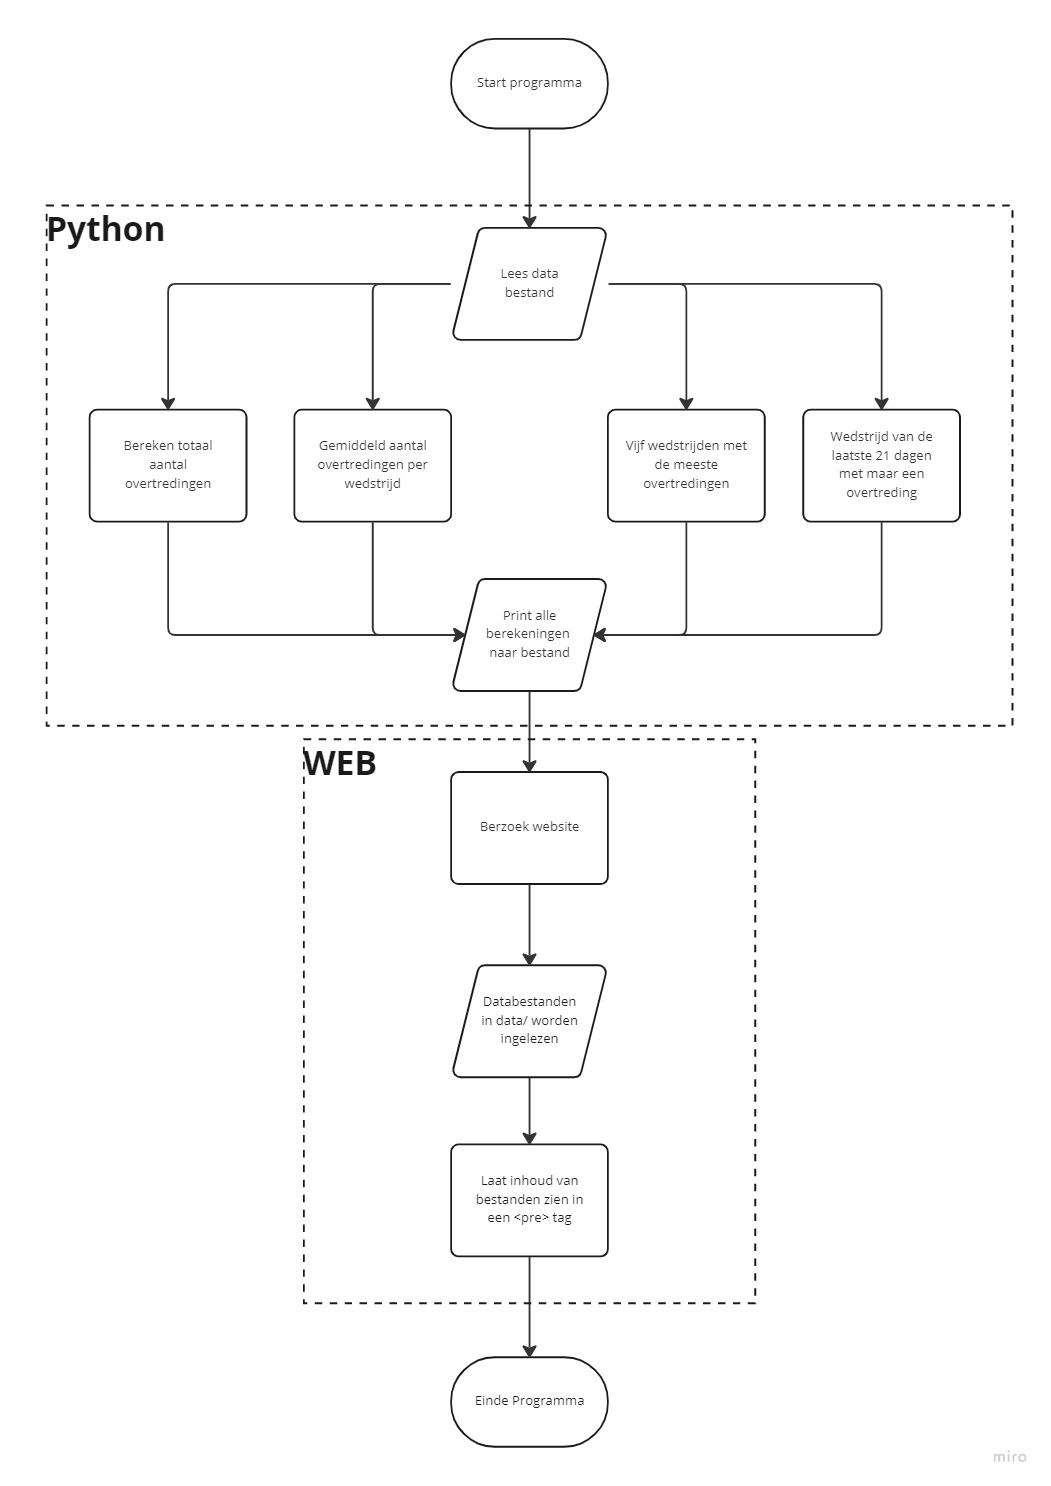 Start programma
Python
Lees data
bestand
Bereken totaal
aantal
overtredingen
Gemiddeld aantal
overtredingen per
wedstrijd
Vijf wedstrijden met
de meeste
overtredingen
Wedstrijd van de
laatste 21 dagen
met maar een
overtreding
Print alle
berekeningen
naar bestand
WEB
Berzoek website
Databestanden
in data/ worden
ingelezen
Laat inhoud van
bestanden zien in
een <pre> tag
Einde Programma
miro